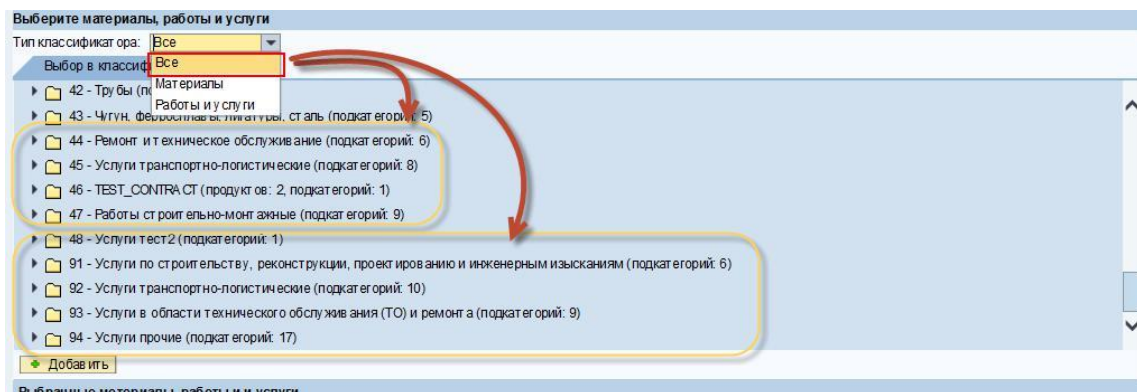 Выберите материалы, работы и услуги
Тип классификатора: Все
Выбор в классиф
Все
Материалы
Работы и услуги
42 - Трубы (по
43 - Чугун, ферросплавы, лигатуры, сталь (подкатегорий: 5)
44 - Ремонт и техническое обслуживание (подкатегорий: 6)
45 - Услуги транспортно-логистические (подкатегорий: 8)
46 - TEST_CONTRACT (продуктов: 2, подкатегорий: 1)
47 - Работы строительно-монтажные (подкатегорий: 9)
48 - Услуги тест2 (подкатегорий: 1)
91 - Услуги по строительству, реконструкции, проектированию и инженерным изысканиям (подкатегорий: 6)
92 - Услуги транспортно-логистические (подкатегорий: 10)
93 - Услуги в области технического обслуживания (ТО) и ремонта (подкатегорий: 9)
94 - Услуги прочие (подкатегорий: 17)
Добавить
Выбранные материалы, работы и и услуги